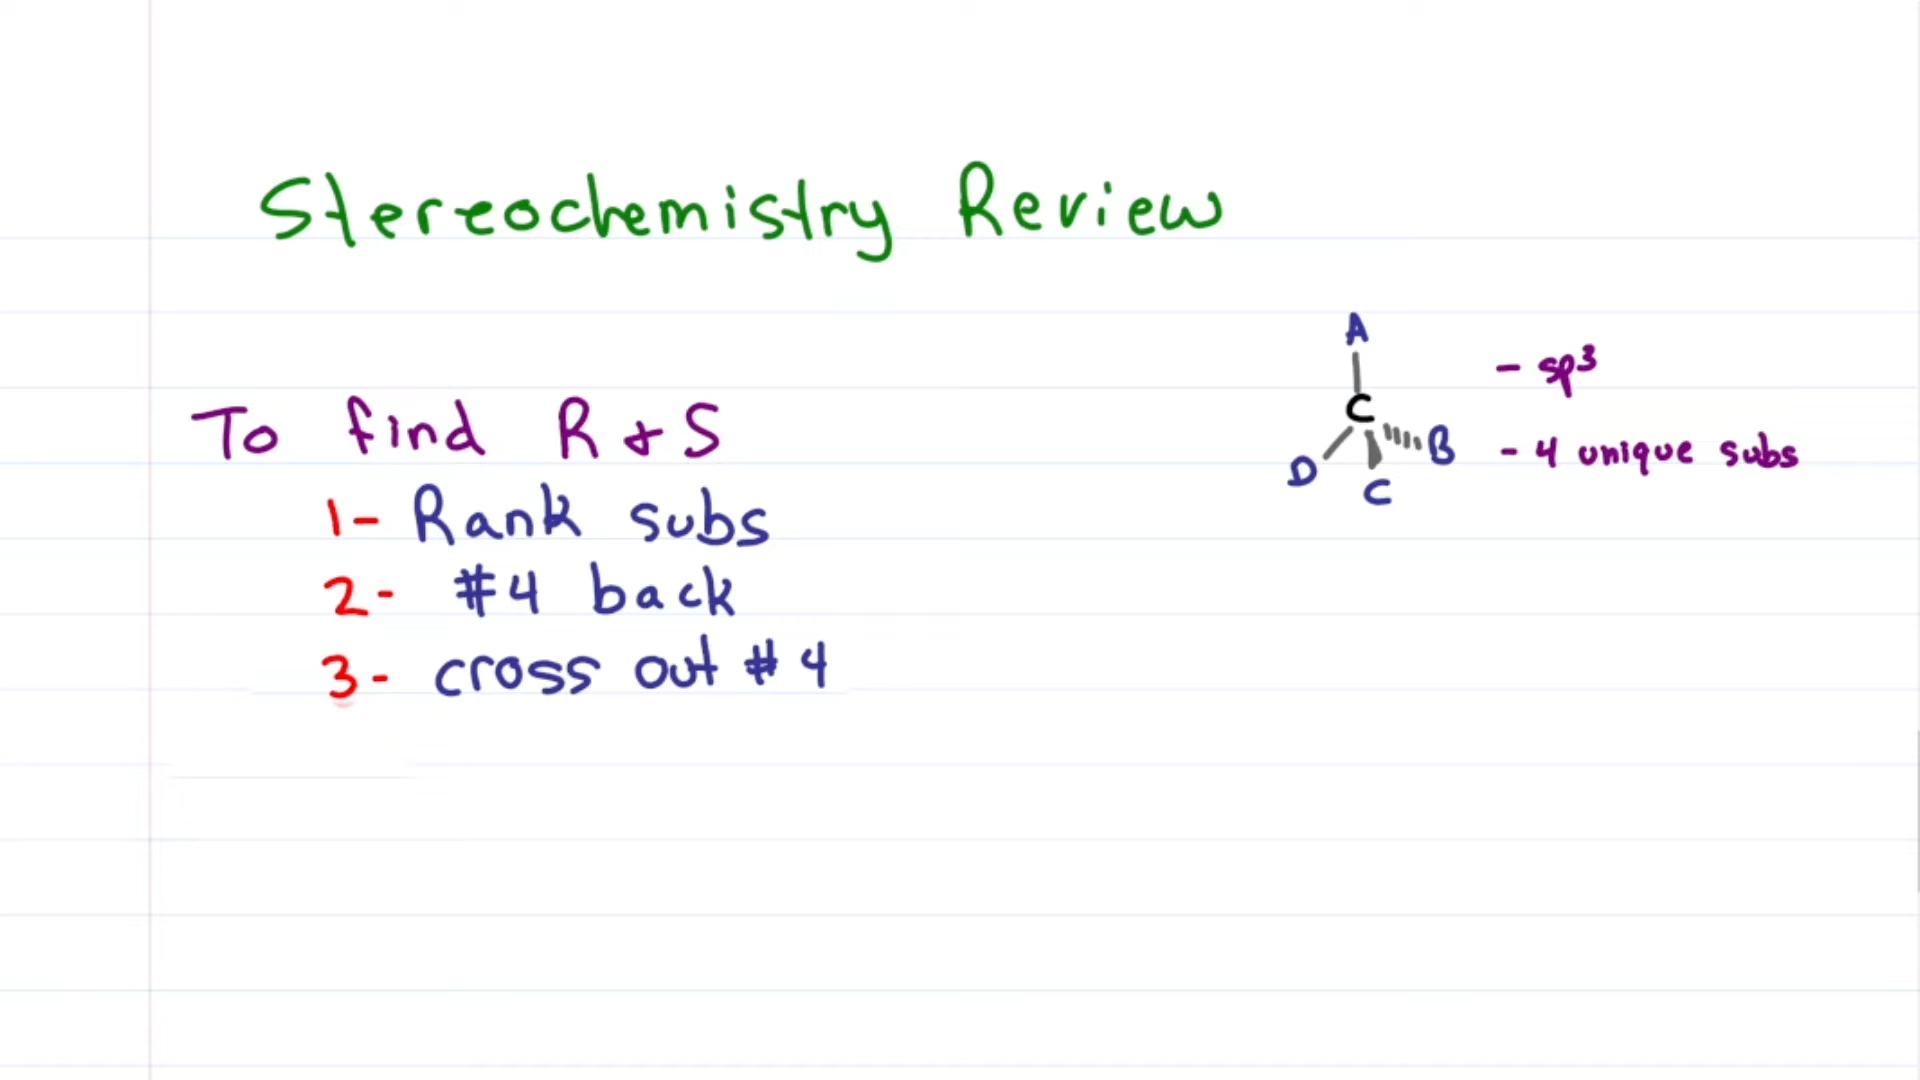 Stereochemistry Review
To find R & S
1- Rank subs
2- #4 back
3- cross out #4
A
C
D
B
C
- sp³
- 4 unique subs